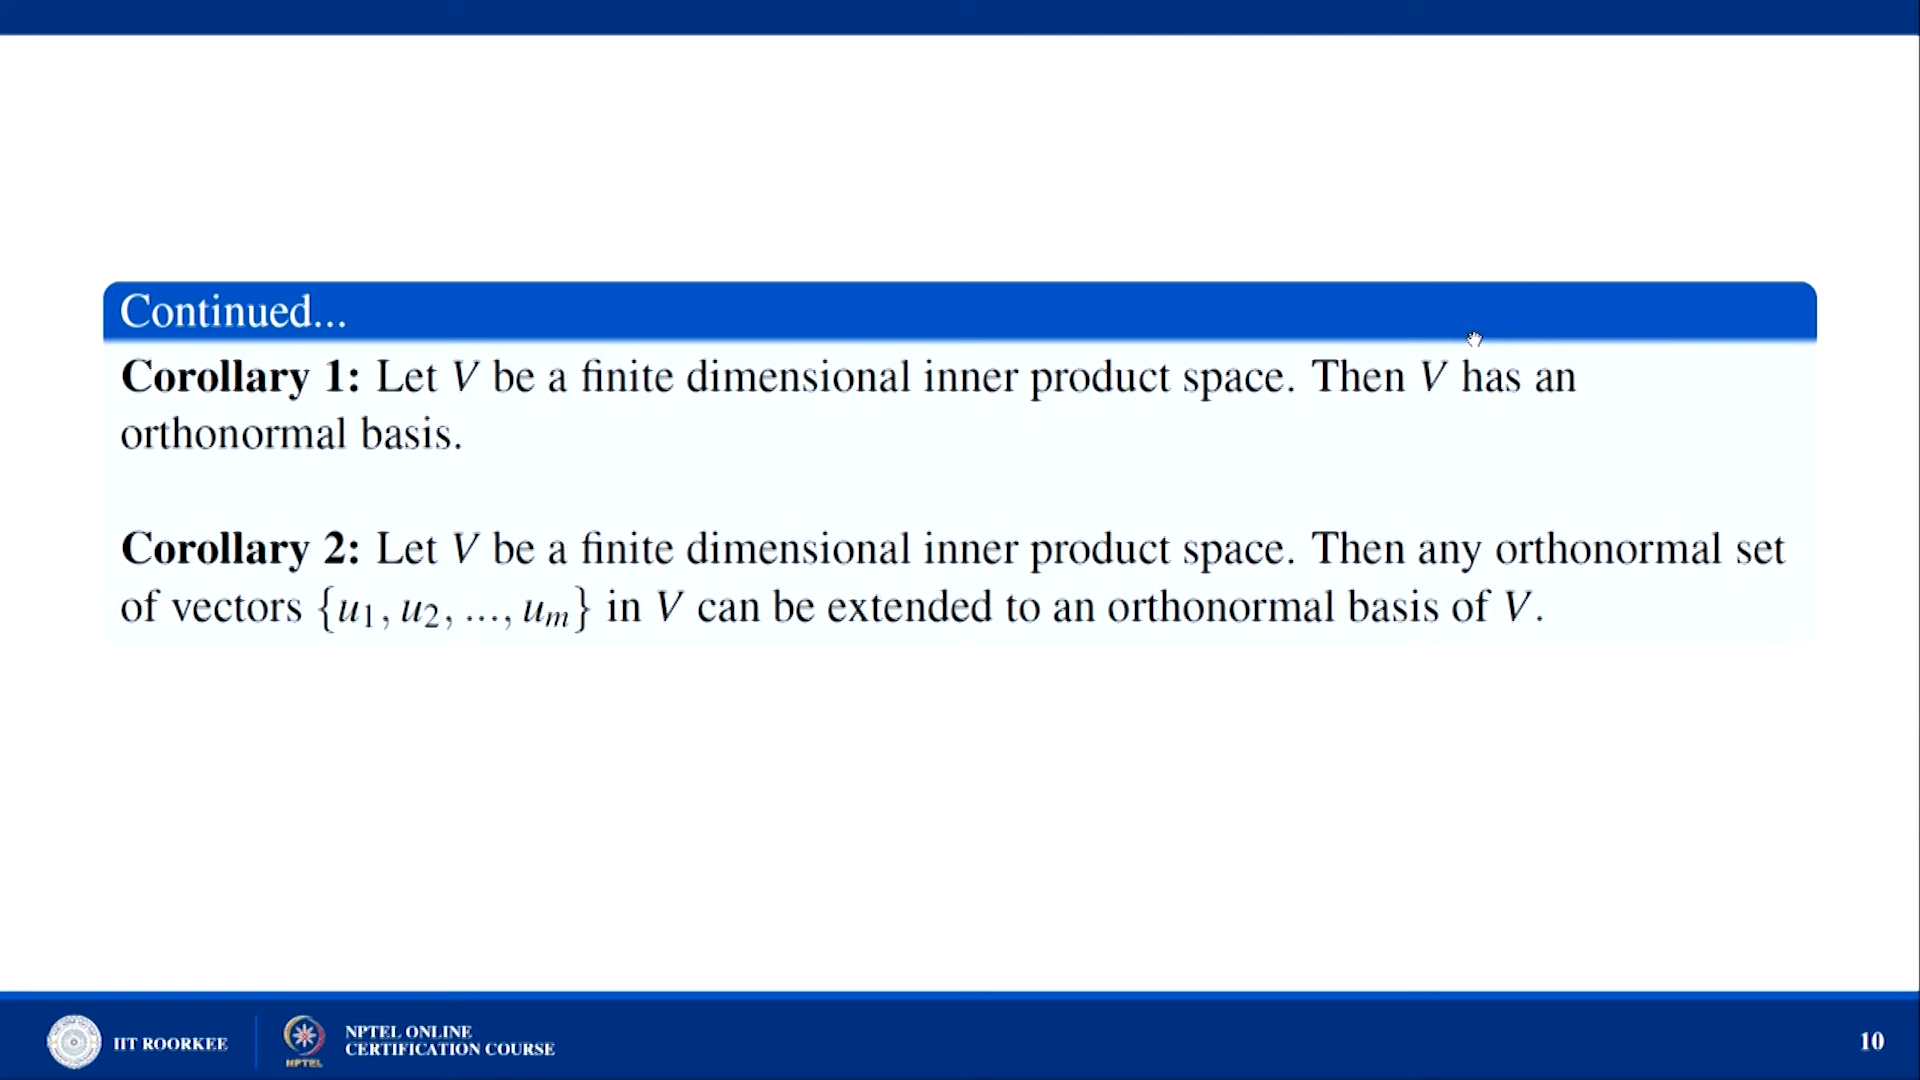 Continued...
Corollary 1: Let V be a finite dimensional inner product space. Then V has an
orthonormal basis.
Corollary 2: Let V be a finite dimensional inner product space. Then any orthonormal set
of vectors {u₁, u₂, ..., uₘ} in V can be extended to an orthonormal basis of V.
IIT ROORKEE
NPTEL
NPTEL ONLINE
CERTIFICATION COURSE
10